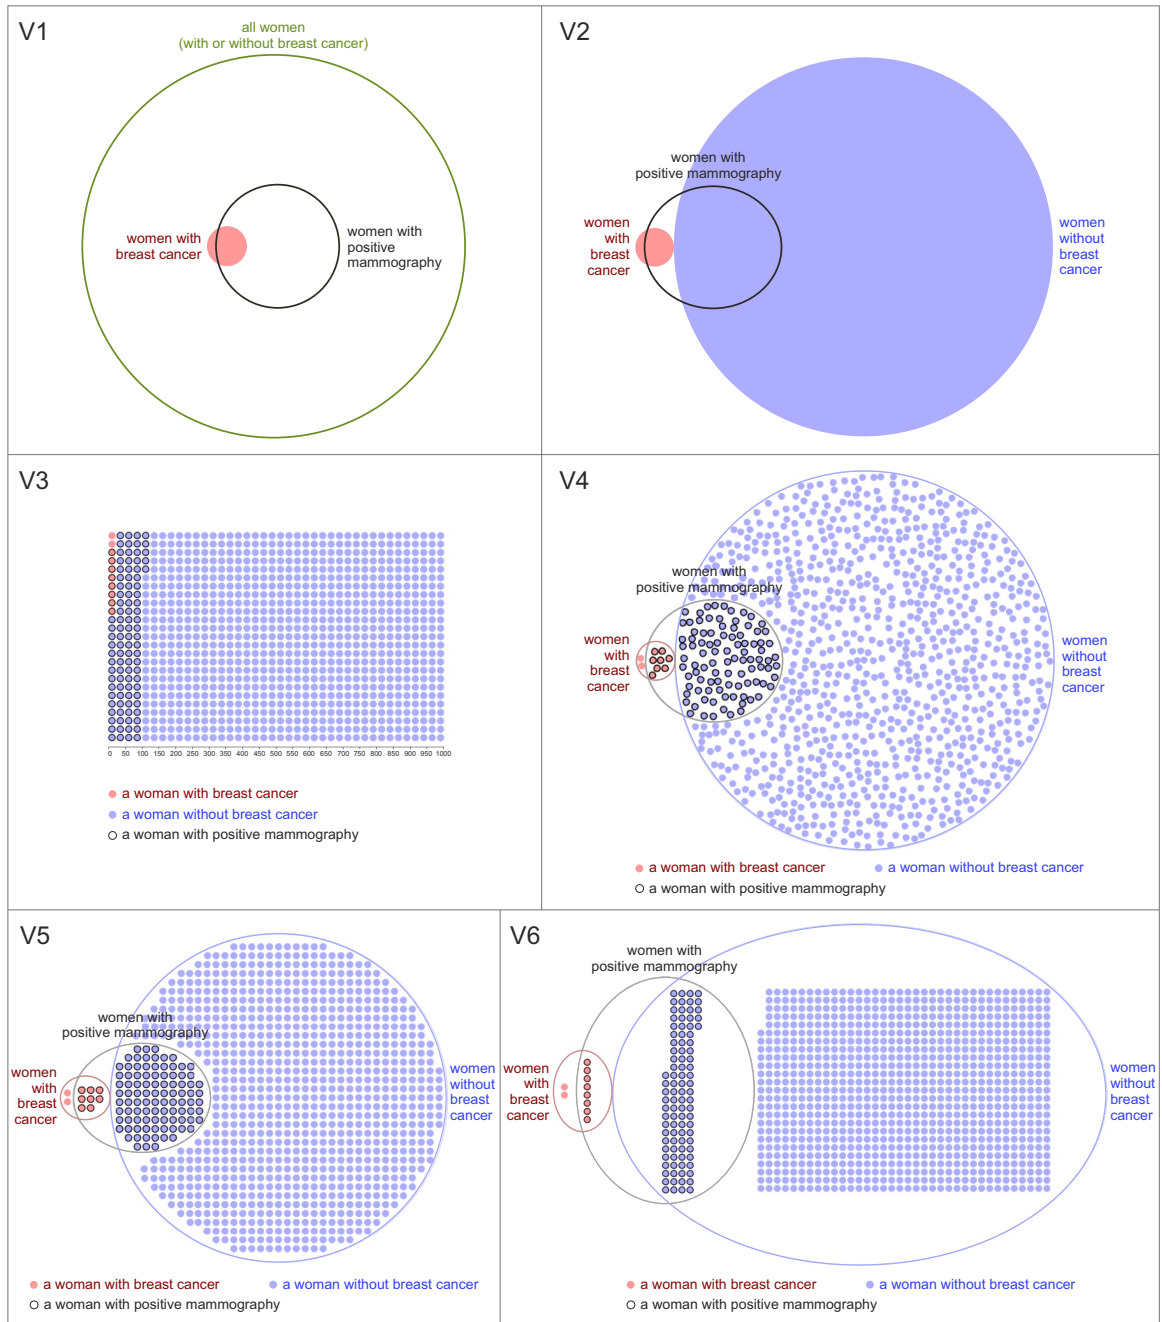 V1
all women
(with or without breast cancer)
women with
breast cancer
women with
positive
mammography
V2
women with
positive mammography
women
with
breast
cancer
women
without
breast
cancer
V3
0 50 100 150 200 250 300 350 400 450 500 550 600 650 700 750 800 850 900 950 1000
a woman with breast cancer
a woman without breast cancer
a woman with positive mammography
V4
women with
positive mammography
women
with
breast
cancer
women
without
breast
cancer
a woman with breast cancer
a woman without breast cancer
a woman with positive mammography
V5
women with
positive mammography
women
with
breast
cancer
women
without
breast
cancer
a woman with breast cancer
a woman without breast cancer
a woman with positive mammography
V6
women with
positive mammography
women
with
breast
cancer
women
without
breast
cancer
a woman with breast cancer
a woman without breast cancer
a woman with positive mammography